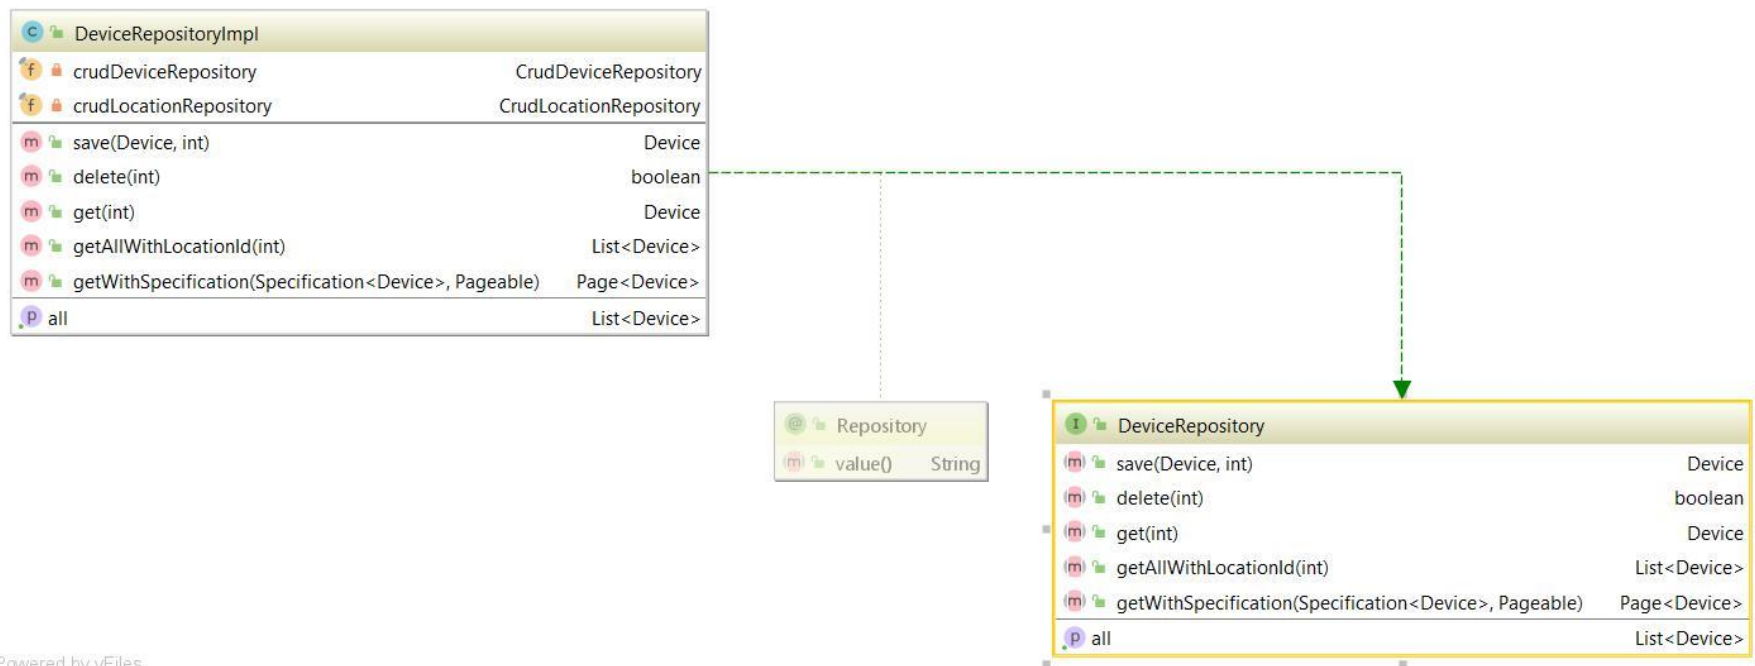 DeviceRepositoryImpl
crudDeviceRepository CrudDeviceRepository
crudLocationRepository CrudLocationRepository
save(Device, int) Device
delete(int) boolean
get(int) Device
getAllWithLocationId(int) List<Device>
getWithSpecification(Specification<Device>, Pageable) Page<Device>
all List<Device>
Repository
value() String
DeviceRepository
save(Device, int) Device
delete(int) boolean
get(int) Device
getAllWithLocationId(int) List<Device>
getWithSpecification(Specification<Device>, Pageable) Page<Device>
all List<Device>
Powered by yFiles